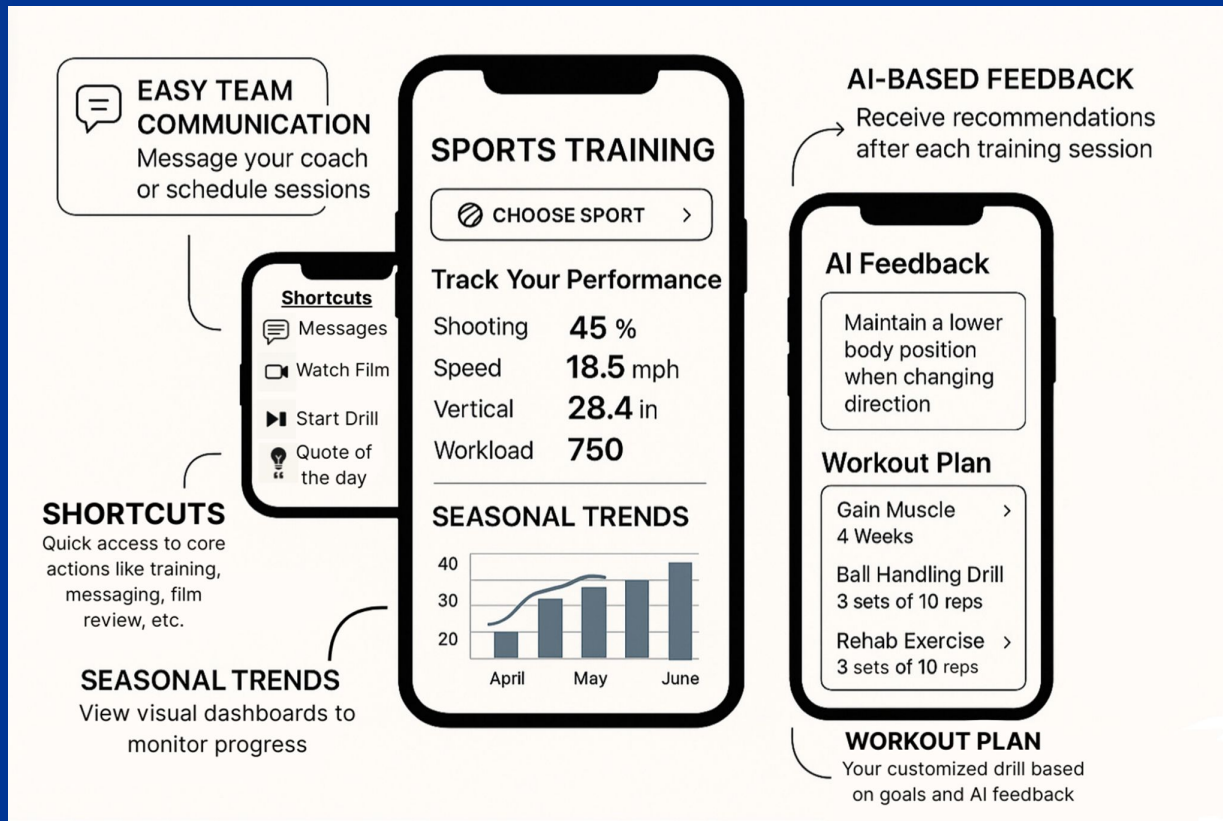 EASY TEAM
COMMUNICATION
Message your coach
or schedule sessions
Shortcuts
Messages
Watch Film
Start Drill
Quote of
the day
“
SHORTCUTS
Quick access to core
actions like training,
messaging, film
review, etc.
SEASONAL TRENDS
View visual dashboards to
monitor progress
SPORTS TRAINING
CHOOSE SPORT >
Track Your Performance
Shooting 45 %
Speed 18.5 mph
Vertical 28.4 in
Workload 750
SEASONAL TRENDS
40
30
20
April May June
AI-BASED FEEDBACK
Receive recommendations
after each training session
AI Feedback
Maintain a lower
body position
when changing
direction
Workout Plan
Gain Muscle >
4 Weeks
Ball Handling Drill
3 sets of 10 reps
Rehab Exercise >
3 sets of 10 reps
WORKOUT PLAN
Your customized drill based
on goals and AI feedback